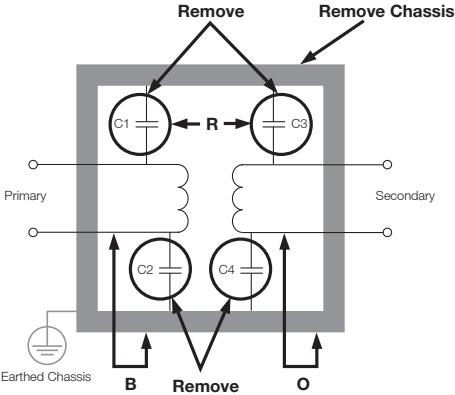 Remove
Remove Chassis
C1
R
C3
Primary
Secondary
C2
C4
Earthed Chassis
B
Remove
O